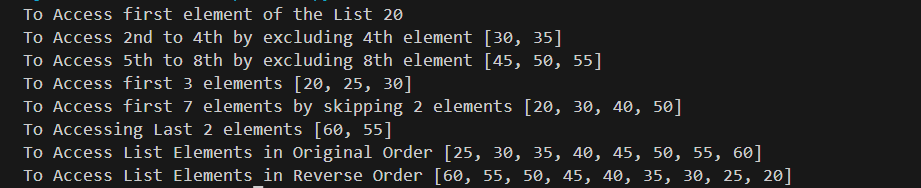 To Access first element of the List 20
To Access 2nd to 4th by excluding 4th element [30, 35]
To Access 5th to 8th by excluding 8th element [45, 50, 55]
To Access first 3 elements [20, 25, 30]
To Access first 7 elements by skipping 2 elements [20, 30, 40, 50]
To Accessing Last 2 elements [60, 55]
To Access List Elements in Original Order [25, 30, 35, 40, 45, 50, 55, 60]
To Access List Elements in Reverse Order [60, 55, 50, 45, 40, 35, 30, 25, 20]